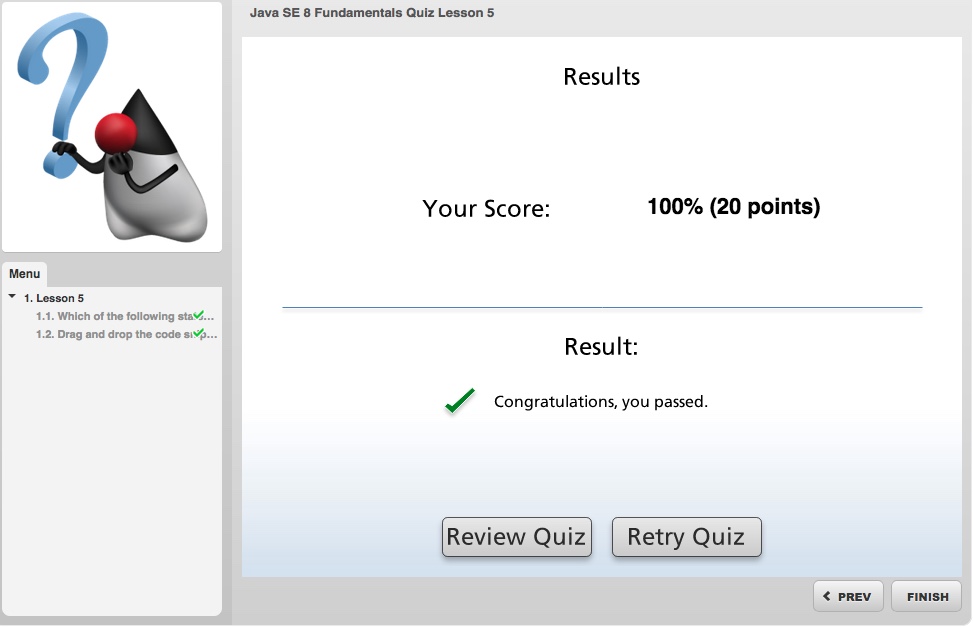 Java SE 8 Fundamentals Quiz Lesson 5
Results
Your Score: 100% (20 points)
Result:
Congratulations, you passed.
Review Quiz Retry Quiz
PREV FINISH
Menu
1. Lesson 5
1.1. Which of the following ...
1.2. Drag and drop the code ...